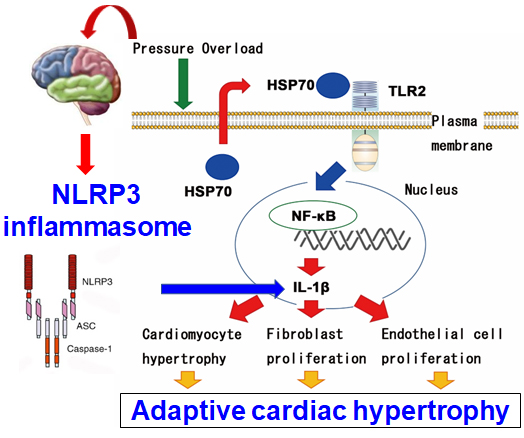 Pressure Overload
HSP70
TLR2
Plasma
membrane
HSP70
NLRP3
inflammasome
Nucleus
NF-κB
IL-1β
NLRP3
ASC
Caspase-1
Cardiomyocyte
hypertrophy
Fibroblast
proliferation
Endothelial cell
proliferation
Adaptive cardiac hypertrophy